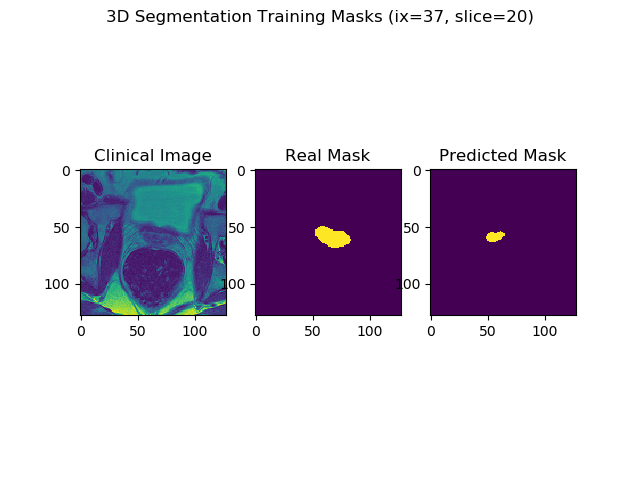 3D Segmentation Training Masks (ix=37, slice=20)
Clinical Image Real Mask Predicted Mask
0 0 0
50 50 50
100 100 100
0 50 100 0 50 100 0 50 100